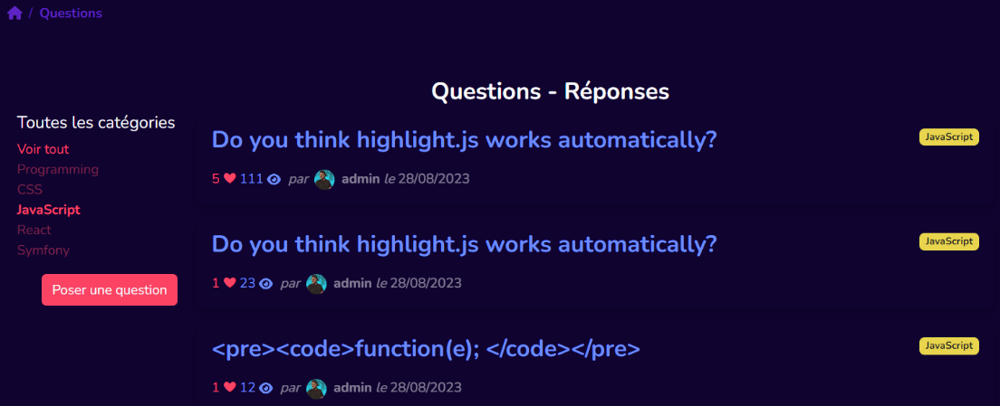 / Questions
Questions - Réponses
Toutes les catégories
Voir tout
Programming
CSS
JavaScript
React
Symfony
Poser une question
Do you think highlight.js works automatically?
JavaScript
5 111 par admin le 28/08/2023
Do you think highlight.js works automatically?
JavaScript
1 23 par admin le 28/08/2023
<pre><code>function(e); </code></pre>
JavaScript
1 12 par admin le 28/08/2023